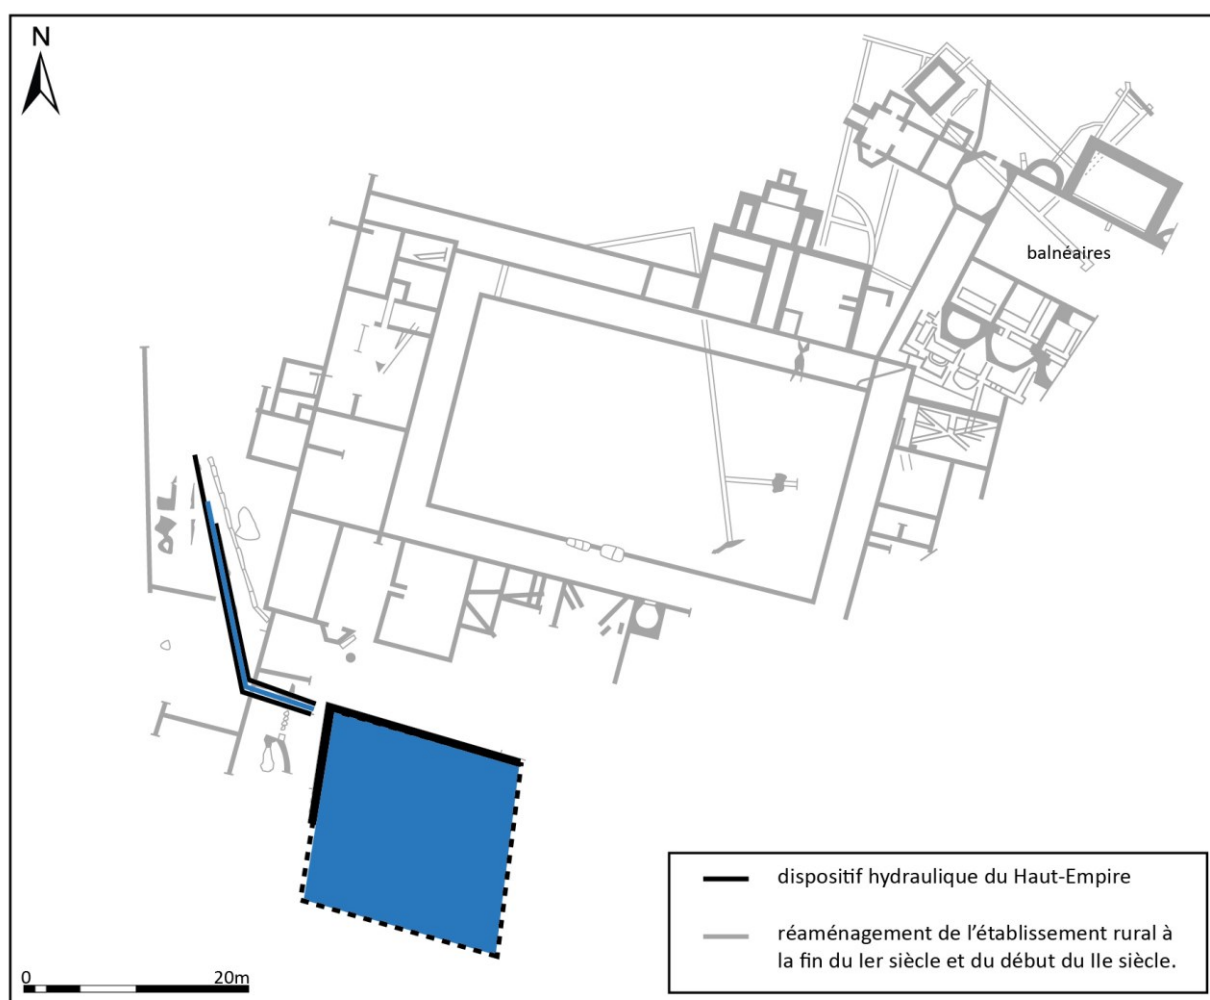 N
balnéaires
dispositif hydraulique du Haut-Empire
réaménagement de l'établissement rural à
la fin du Ier siècle et du début du IIe siècle.
0 20m